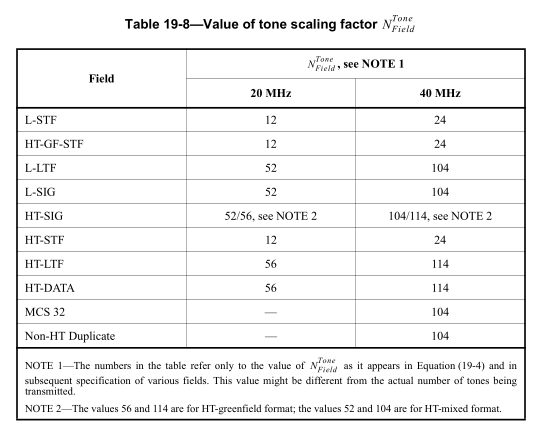 Table 19-8—Value of tone scaling factor N_{Field}^{Tone}
Field
N_{Field}^{Tone}, see NOTE 1
20 MHz 40 MHz
L-STF 12 24
HT-GF-STF 12 24
L-LTF 52 104
L-SIG 52 104
HT-SIG 52/56, see NOTE 2 104/114, see NOTE 2
HT-STF 12 24
HT-LTF 56 114
HT-DATA 56 114
MCS 32 — 104
Non-HT Duplicate — 104
NOTE 1—The numbers in the table refer only to the value of N_{Field}^{Tone} as it appears in Equation (19-4) and in
subsequent specification of various fields. This value might be different from the actual number of tones being
transmitted.
NOTE 2—The values 56 and 114 are for HT-greenfield format; the values 52 and 104 are for HT-mixed format.